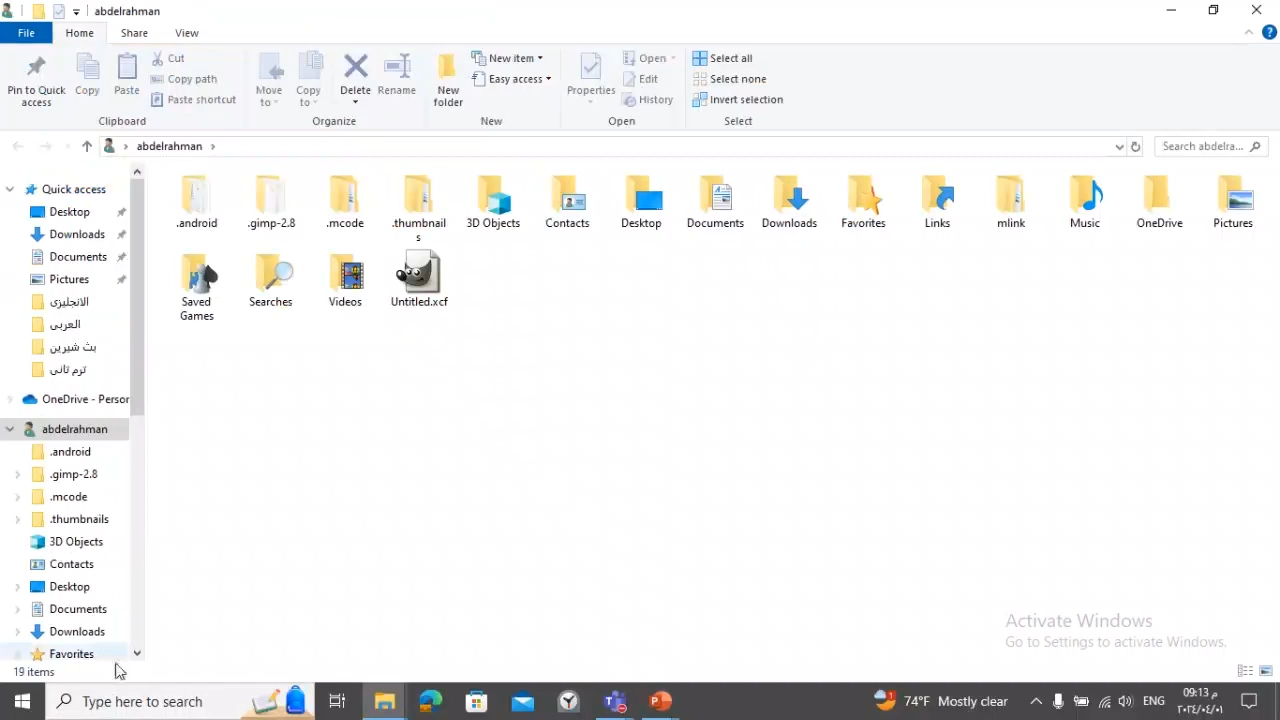 abdelrahman
File Home Share View
Pin to Quick access
Copy
Paste
Cut
Copy path
Paste shortcut
Clipboard
Move to
Copy to
Delete
Rename
Organize
New folder
New item
Easy access
New
Properties
Open
Edit
History
Open
Select all
Select none
Invert selection
Select
abdelrahman
Search abdelra...
Quick access
Desktop
Downloads
Documents
Pictures
الانجليزى
العربى
بث شيرين
ترم تانى
OneDrive - Person
abdelrahman
.android
.gimp-2.8
.mcode
.thumbnails
3D Objects
Contacts
Desktop
Documents
Downloads
Favorites
19 items
.android
.gimp-2.8
.mcode
.thumbnail
s
3D Objects
Contacts
Desktop
Documents
Downloads
Favorites
Links
mlink
Music
OneDrive
Pictures
Saved
Games
Searches
Videos
Untitled.xcf
Activate Windows
Go to Settings to activate Windows.
Type here to search
1
74°F Mostly clear
ENG
09:13 م
٢٠٢٤/٠٤/٠١